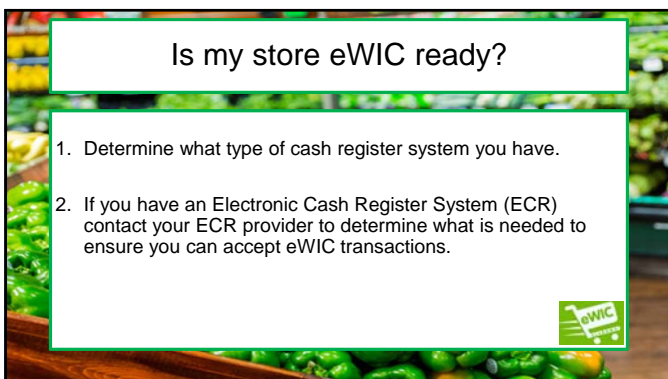 Is my store eWIC ready?
1. Determine what type of cash register system you have.
2. If you have an Electronic Cash Register System (ECR)
contact your ECR provider to determine what is needed to
ensure you can accept eWIC transactions.
eWIC